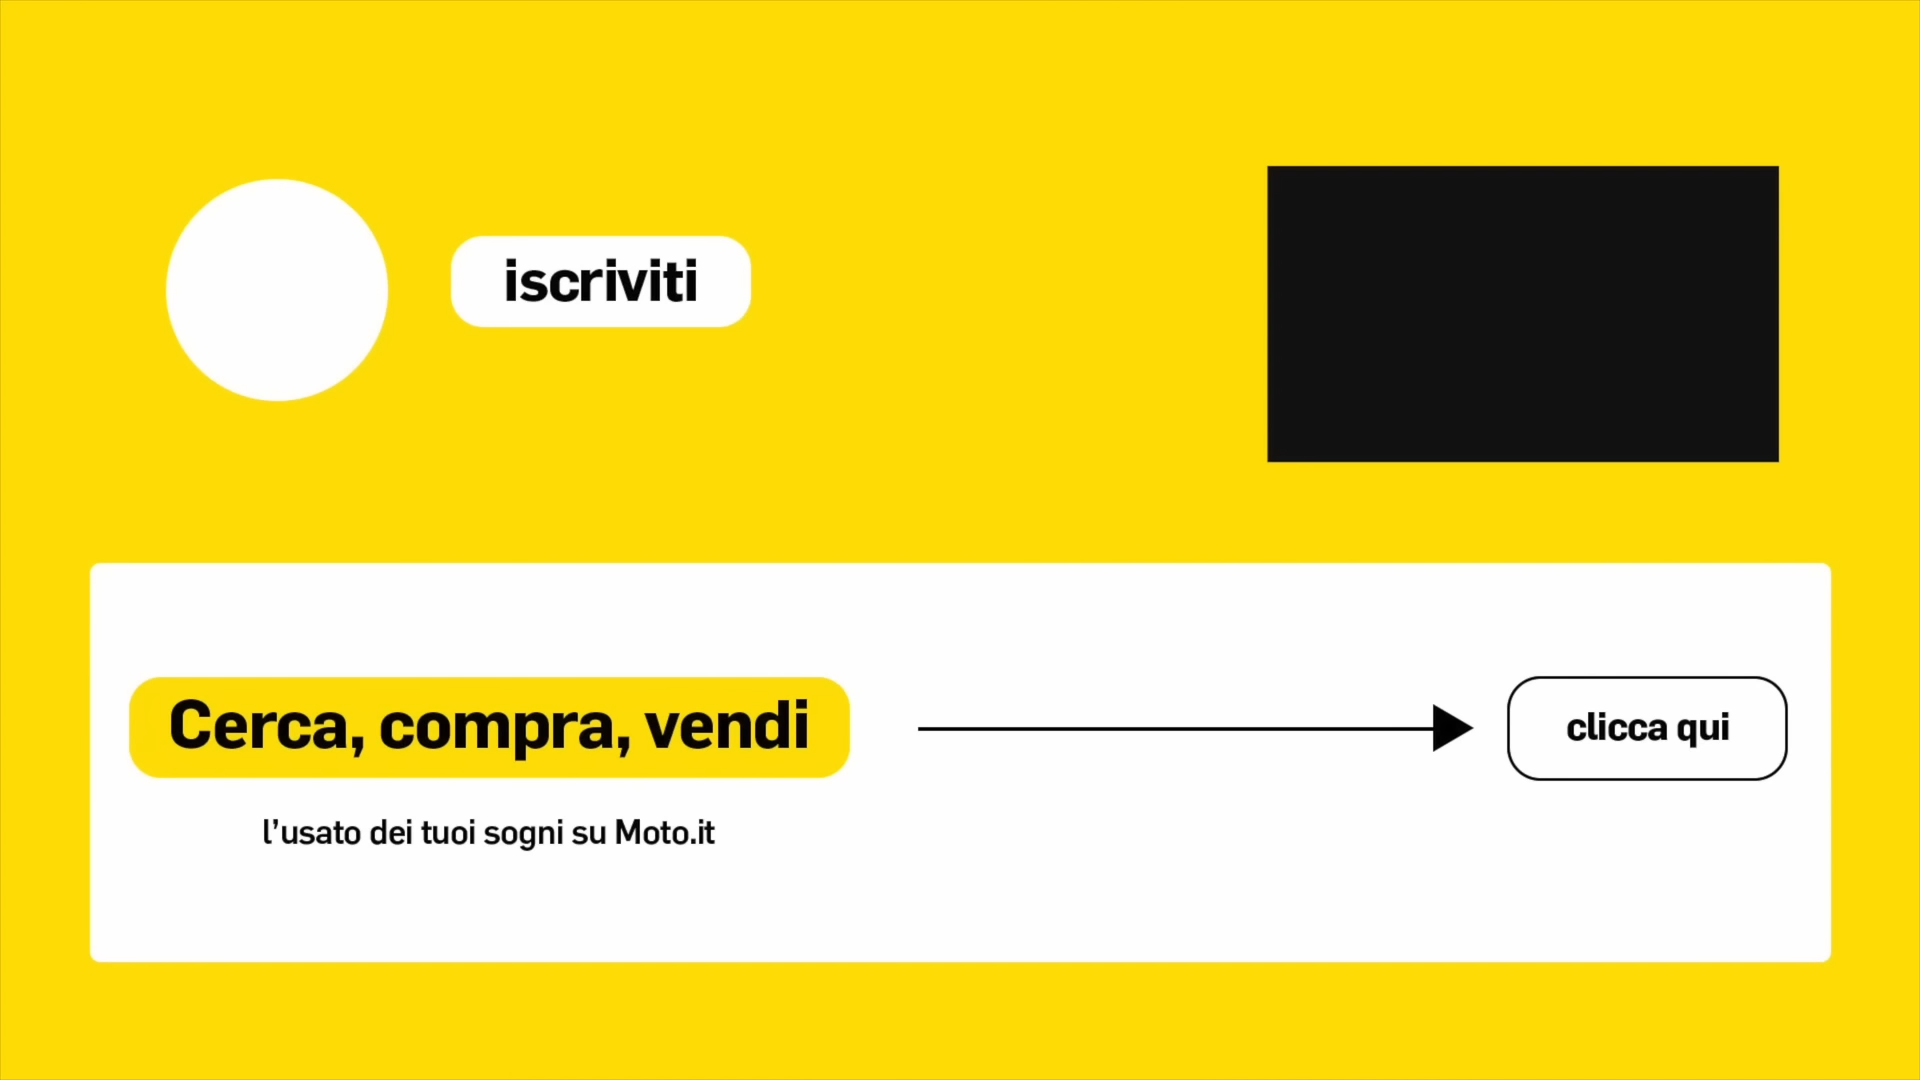 iscriviti
Cerca, compra, vendi
clicca qui
l’usato dei tuoi sogni su Moto.it